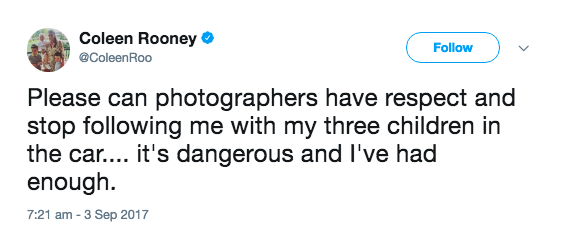 Coleen Rooney
@ColeenRoo
Follow
Please can photographers have respect and
stop following me with my three children in
the car.... it's dangerous and I've had
enough.
7:21 am - 3 Sep 2017